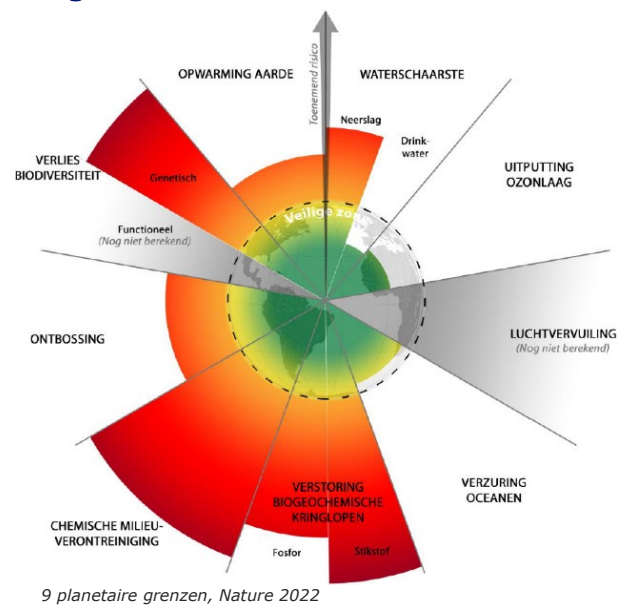 OPWARMING AARDE
WATERSCHAARSTE
Toenemend risico
Neerslag
Drink-
water
VERLIES
BIODIVERSITEIT
Genetisch
UITPUTTING
OZONLAAG
Veilige zone
Functioneel
(Nog niet berekend)
ONTBOSSING
LUCHTVERVUILING
(Nog niet berekend)
VERSTORING
BIOGEOCHEMISCHE
KRINGLOPEN
VERZURING
OCEANEN
CHEMISCHE MILIEU-
VERONTREINIGING
Fosfor
Stikstof
9 planetaire grenzen, Nature 2022